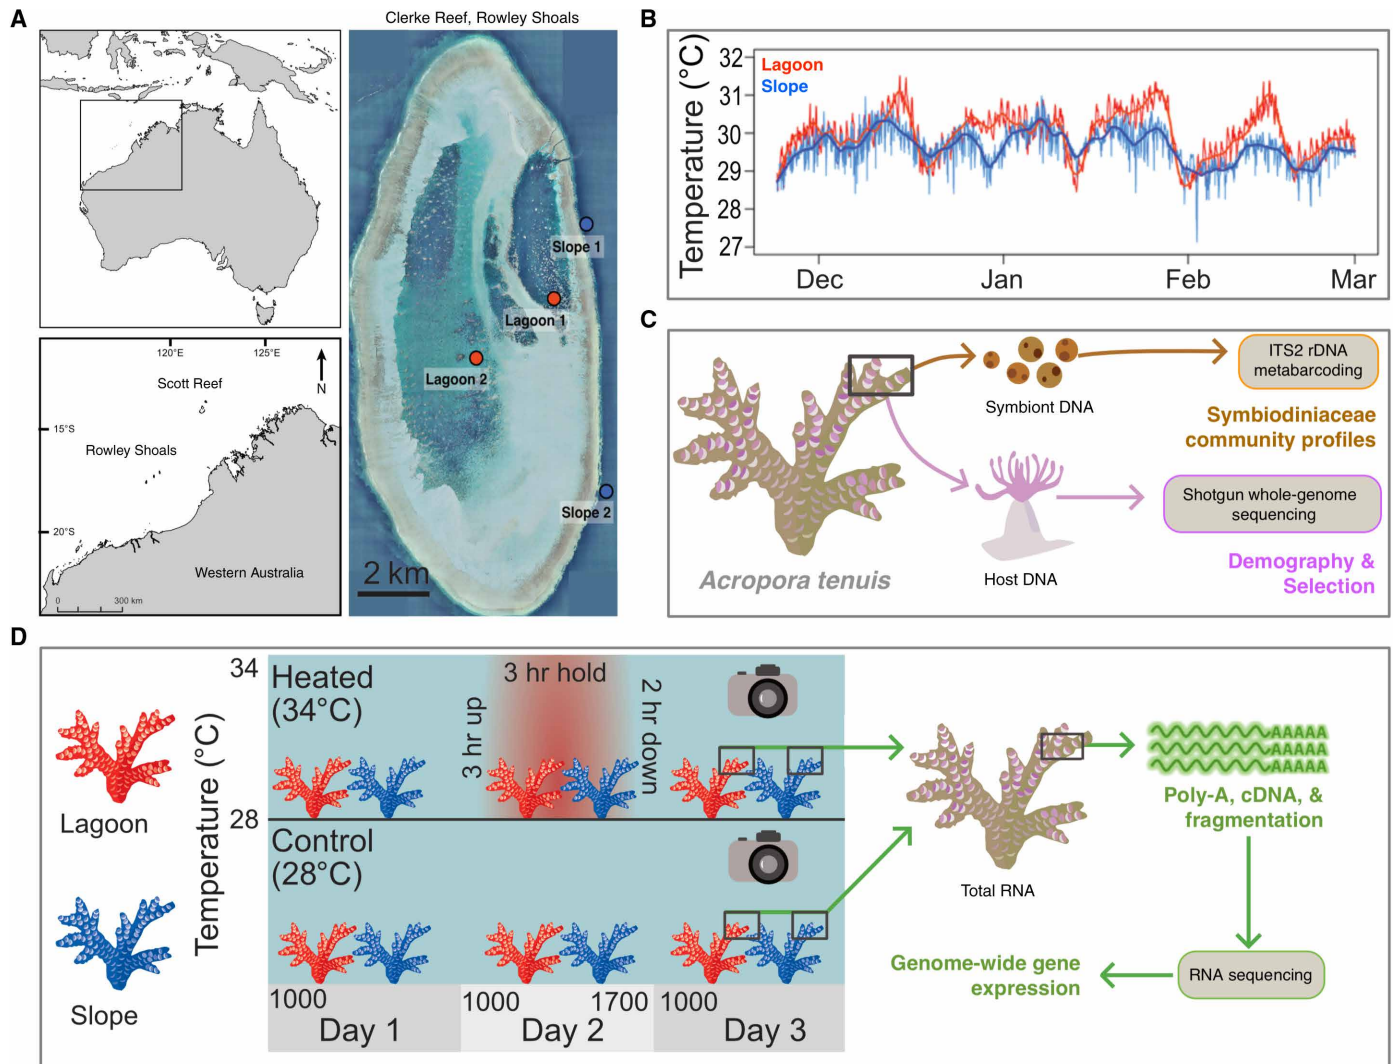 A
Clerke Reef, Rowley Shoals
120°E
125°E
Scott Reef
N
15°S
Rowley Shoals
20°S
Western Australia
0
300 km
Slope 1
Lagoon 1
Lagoon 2
Slope 2
2 km
B
Temperature (°C)
32
31
30
29
28
27
Lagoon
Slope
Dec
Jan
Feb
Mar
C
Symbiont DNA
ITS2 rDNA
metabarcoding
Symbiodiniaceae
community profiles
Shotgun whole-genome
sequencing
Host DNA
Demography &
Selection
Acropora tenuis
D
Lagoon
Slope
Temperature (°C)
34
28
Heated
(34°C)
3 hr up
3 hr hold
2 hr down
Control
(28°C)
1000
1000
1700
1000
Day 1
Day 2
Day 3
Total RNA
AAAAA
AAAAA
AAAAA
Poly-A, cDNA, &
fragmentation
RNA sequencing
Genome-wide gene
expression